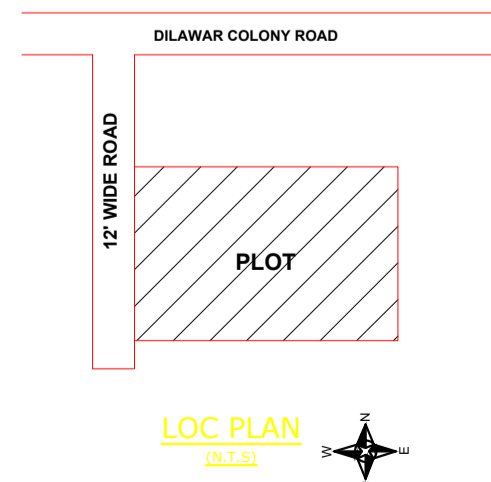 DILAWAR COLONY ROAD
12' WIDE ROAD
PLOT
LOC PLAN
(N.T.S)
N
W
E